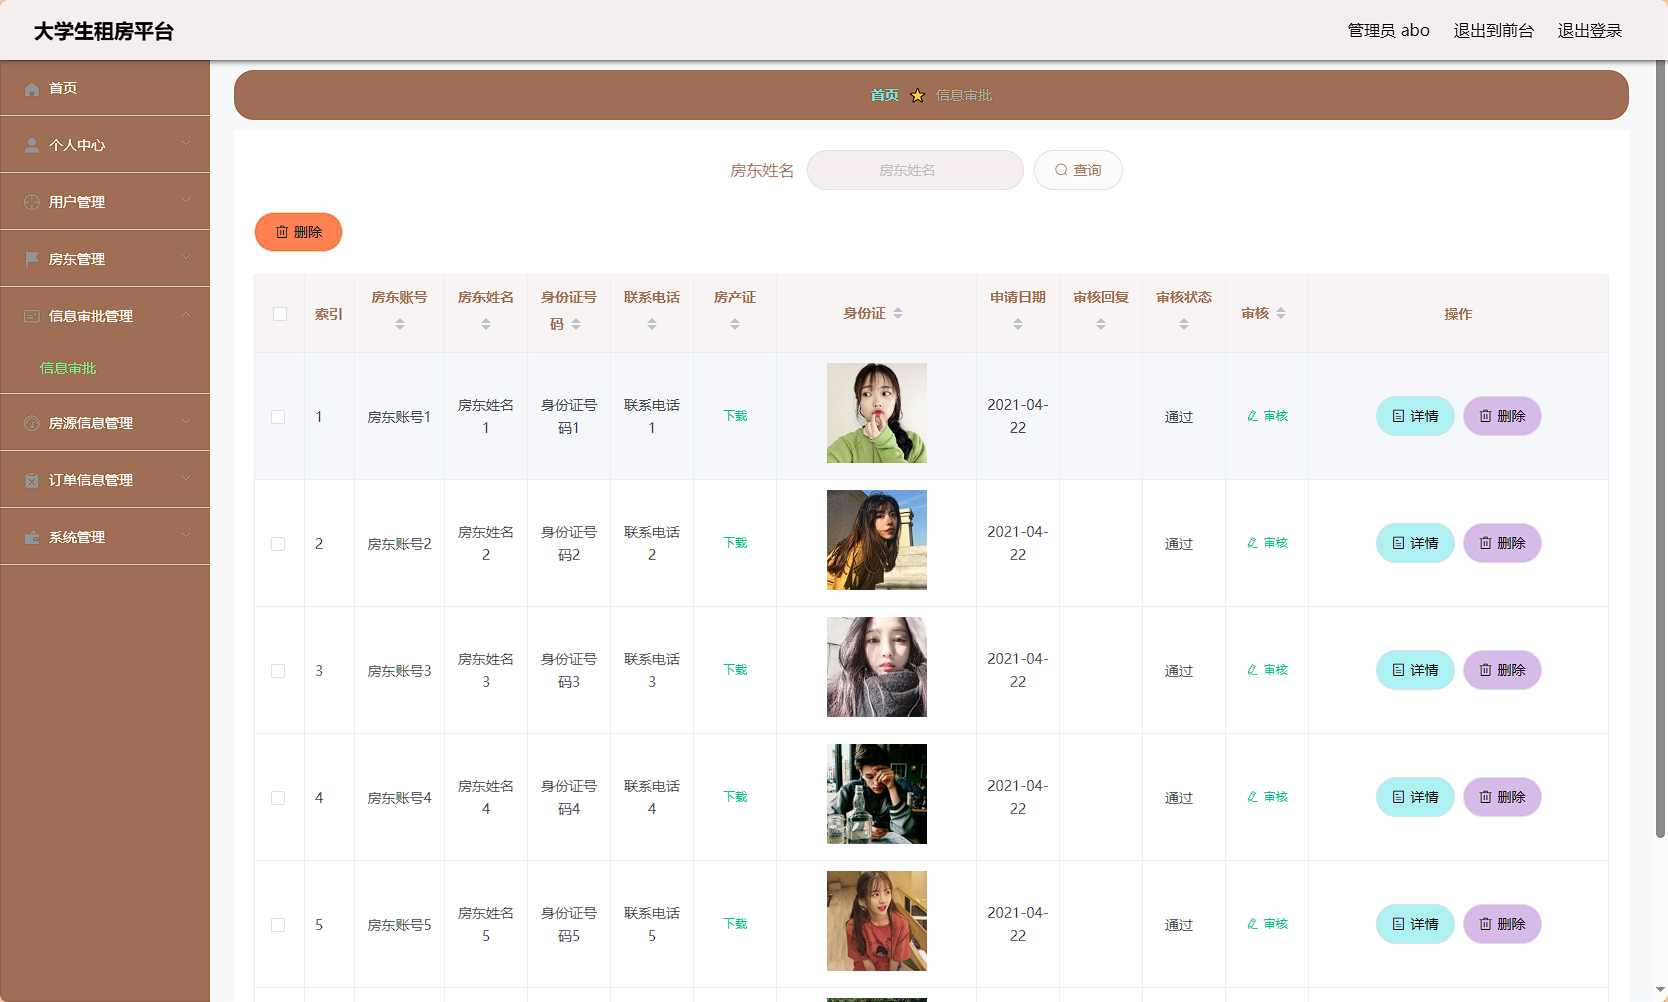 大学生租房平台
管理员 abo 退出到前台 退出登录
首页
个人中心
用户管理
房东管理
信息审批管理
信息审批
房源信息管理
订单信息管理
系统管理
首页 信息审批
房东姓名 房东姓名 查询
删除
索引 房东账号 房东姓名 身份证号码 联系电话 房产证 身份证 申请日期 审核回复 审核状态 审核 操作
1 房东账号1 房东姓名1 身份证号码1 联系电话1 下载 2021-04-22 通过 审核 详情 删除
2 房东账号2 房东姓名2 身份证号码2 联系电话2 下载 2021-04-22 通过 审核 详情 删除
3 房东账号3 房东姓名3 身份证号码3 联系电话3 下载 2021-04-22 通过 审核 详情 删除
4 房东账号4 房东姓名4 身份证号码4 联系电话4 下载 2021-04-22 通过 审核 详情 删除
5 房东账号5 房东姓名5 身份证号码5 联系电话5 下载 2021-04-22 通过 审核 详情 删除